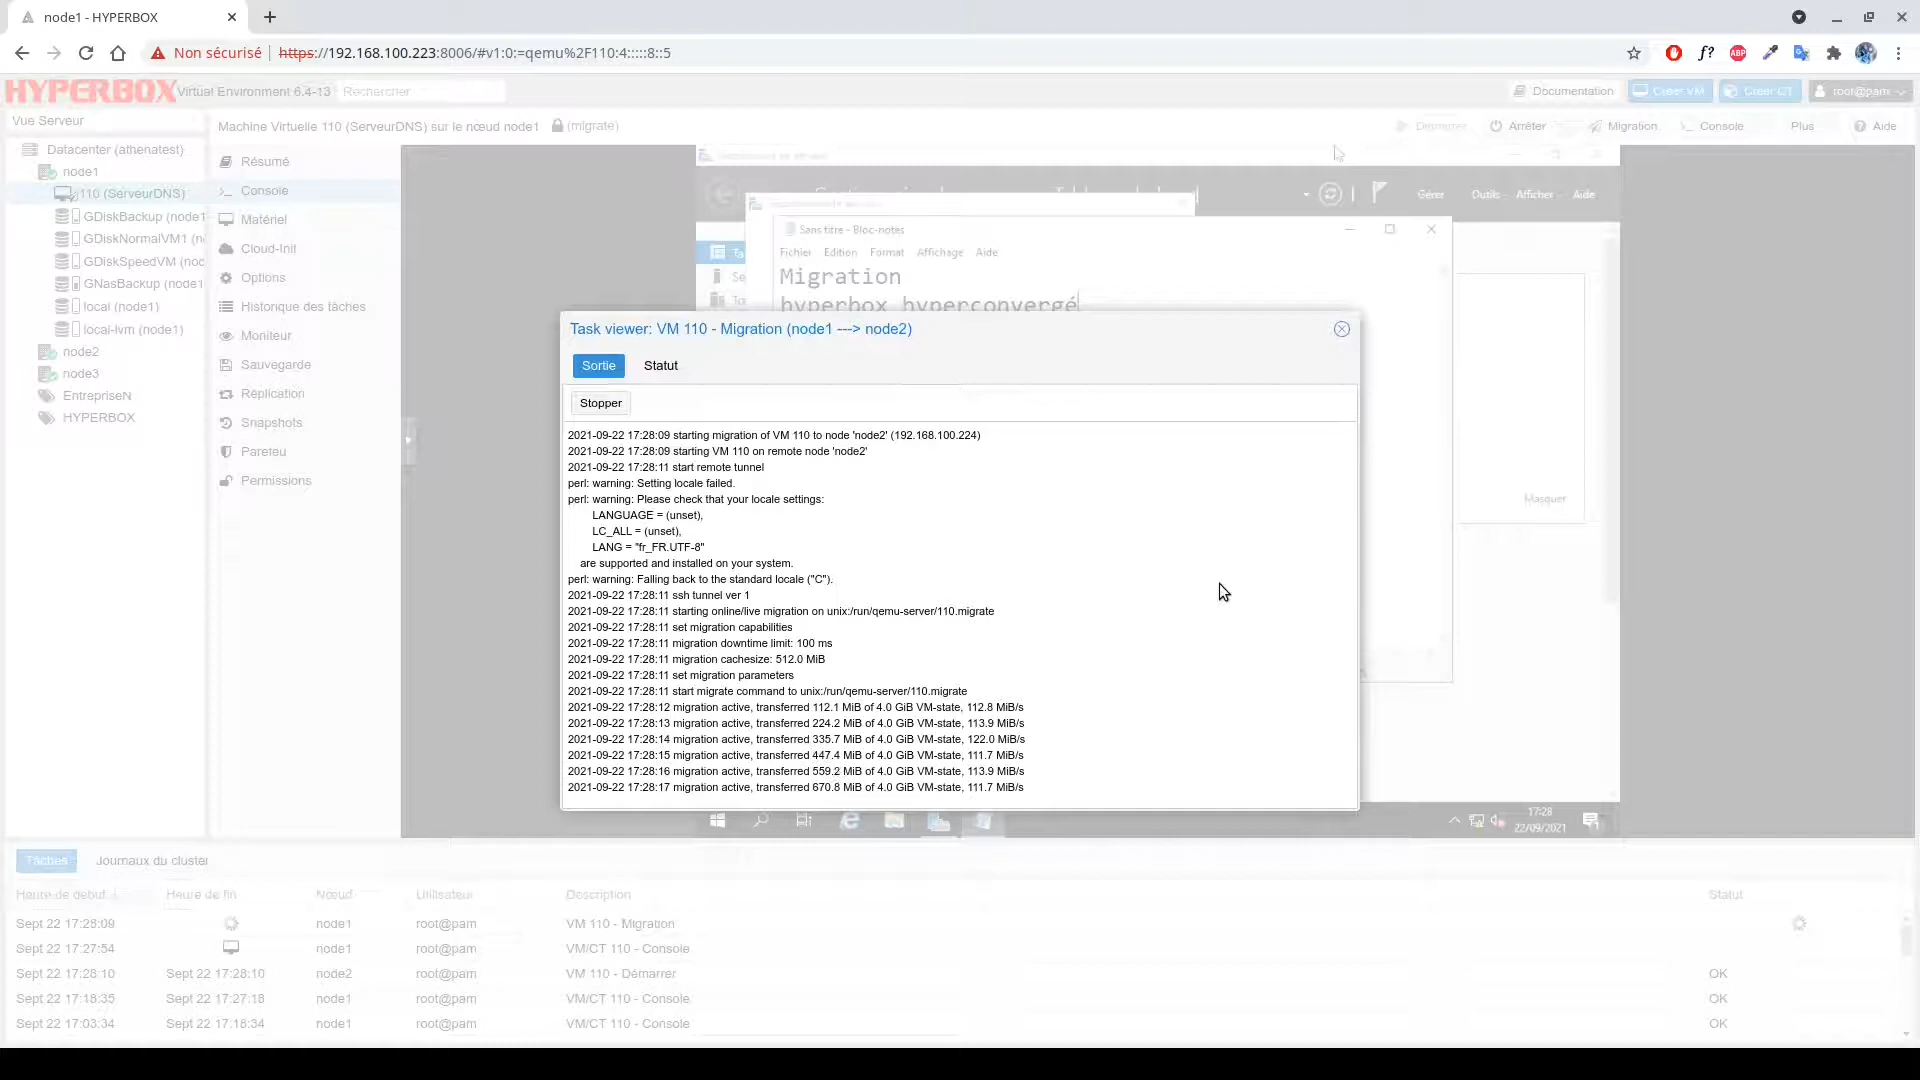 node1 - HYPERBOX
Non sécurisé https://192.168.100.223:8006/#v1:0:=qemu%2F110:4:::::8::5
f? ABP
HYPERBOX Virtual Environment 6.4-13 Rechercher Documentation Créer VM Créer CT root@pam
Vue Serveur
Machine Virtuelle 110 (ServeurDNS) sur le nœud node1 (migrate) Démarrer Arrêter Migration Console Plus Aide
Datacenter (athenatest)
node1
110 (ServeurDNS)
GDiskBackup (node1
GDiskNormalVM1 (n
GDiskSpeedVM (nod
GNasBackup (node1
local (node1)
local-lvm (node1)
node2
node3
EntrepriseN
HYPERBOX
Résumé
Console
Matériel
Cloud-Init
Options
Historique des tâches
Moniteur
Sauvegarde
Réplication
Snapshots
Pareteu
Permissions
Gérer Outils Afficher Aide
Sans titre - Bloc-notes
Fichier Edition Format Affichage Aide
Migration
hyperbox hyperconvergé
Masquer
Task viewer: VM 110 - Migration (node1 ---> node2)
Sortie Statut
Stopper
2021-09-22 17:28:09 starting migration of VM 110 to node 'node2' (192.168.100.224)
2021-09-22 17:28:09 starting VM 110 on remote node 'node2'
2021-09-22 17:28:11 start remote tunnel
perl: warning: Setting locale failed.
perl: warning: Please check that your locale settings:
LANGUAGE = (unset),
LC_ALL = (unset),
LANG = "fr_FR.UTF-8"
are supported and installed on your system.
perl: warning: Falling back to the standard locale ("C").
2021-09-22 17:28:11 ssh tunnel ver 1
2021-09-22 17:28:11 starting online/live migration on unix:/run/qemu-server/110.migrate
2021-09-22 17:28:11 set migration capabilities
2021-09-22 17:28:11 migration downtime limit: 100 ms
2021-09-22 17:28:11 migration cachesize: 512.0 MiB
2021-09-22 17:28:11 set migration parameters
2021-09-22 17:28:11 start migrate command to unix:/run/qemu-server/110.migrate
2021-09-22 17:28:12 migration active, transferred 112.1 MiB of 4.0 GiB VM-state, 112.8 MiB/s
2021-09-22 17:28:13 migration active, transferred 224.2 MiB of 4.0 GiB VM-state, 113.9 MiB/s
2021-09-22 17:28:14 migration active, transferred 335.7 MiB of 4.0 GiB VM-state, 122.0 MiB/s
2021-09-22 17:28:15 migration active, transferred 447.4 MiB of 4.0 GiB VM-state, 111.7 MiB/s
2021-09-22 17:28:16 migration active, transferred 559.2 MiB of 4.0 GiB VM-state, 113.9 MiB/s
2021-09-22 17:28:17 migration active, transferred 670.8 MiB of 4.0 GiB VM-state, 111.7 MiB/s
17:28
22/09/2021
Tâches Journaux du cluster
Heure de début Heure de fin Nœud Utilisateur Description Statut
Sept 22 17:28:09 node1 root@pam VM 110 - Migration
Sept 22 17:27:54 node1 root@pam VM/CT 110 - Console
Sept 22 17:28:10 Sept 22 17:28:10 node2 root@pam VM 110 - Démarrer OK
Sept 22 17:18:35 Sept 22 17:27:18 node1 root@pam VM/CT 110 - Console OK
Sept 22 17:03:34 Sept 22 17:18:34 node1 root@pam VM/CT 110 - Console OK